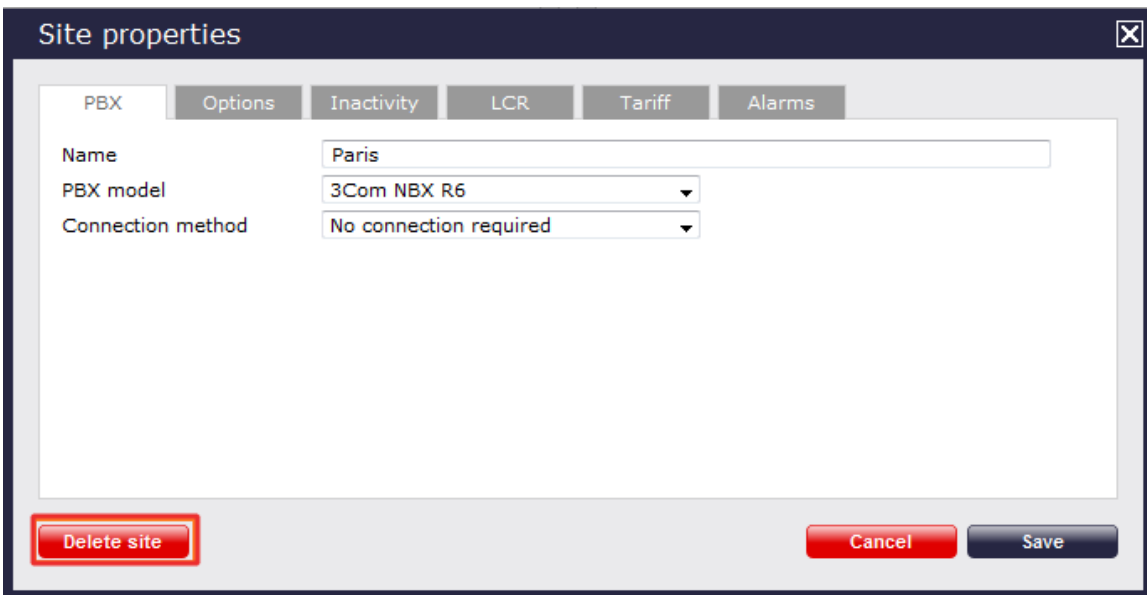 Site properties
PBX Options Inactivity LCR Tariff Alarms
Name Paris
PBX model 3Com NBX R6
Connection method No connection required
Delete site Cancel Save